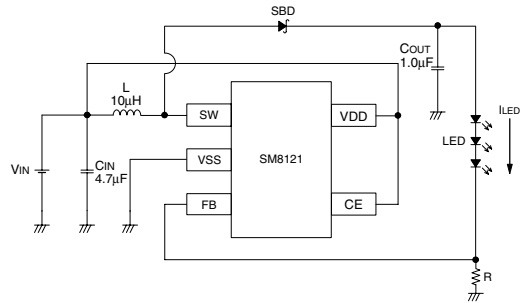 SBD
COUT
1.0μF
L
10μH
ILED
SW
VDD
LED
VIN
CIN
4.7μF
VSS
SM8121
FB
CE
R